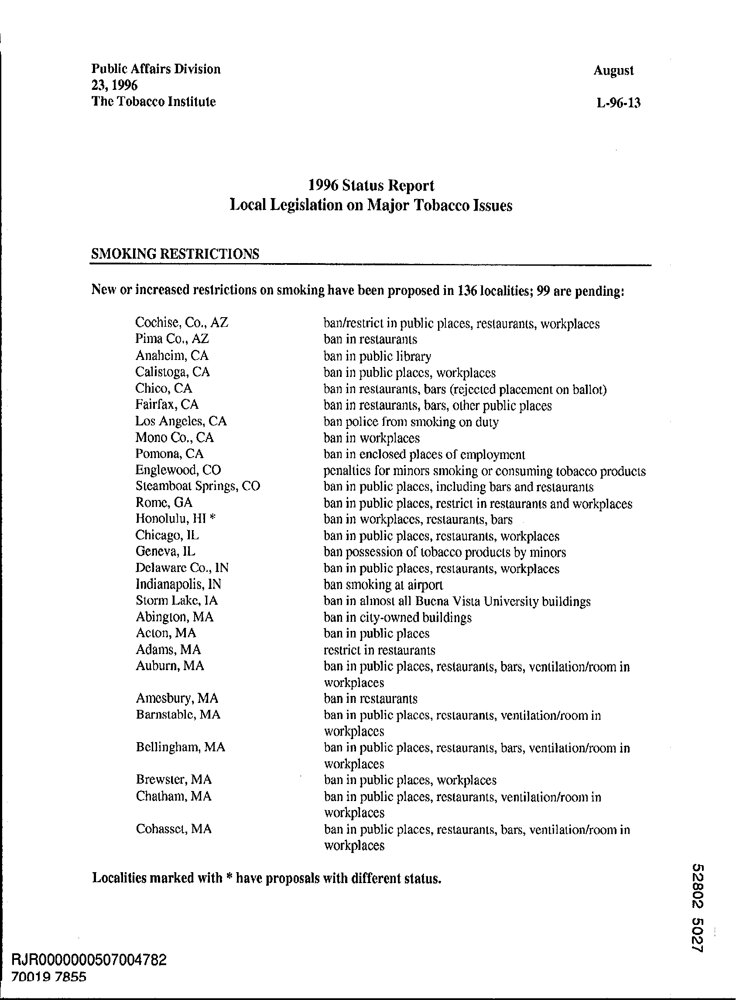 Public Affairs Division August
23, 1996
The Tobacco Institute L-96-13
1996 Status Report
Local Legislation on Major Tobacco Issues
SMOKING RESTRICTIONS
New or increased restrictions on smoking have been proposed in 136 localities; 99 are pending:
Cochise, Co., AZ ban/restrict in public places, restaurants, workplaces
Pima Co., AZ ban in restaurants
Anaheim, CA ban in public library
Calistoga, CA ban in public places, workplaces
Chico, CA ban in restaurants, bars (rejected placement on ballot)
Fairfax, CA ban in restaurants, bars, other public places
Los Angeles, CA ban police from smoking on duty
Mono Co., CA ban in workplaces
Pomona, CA ban in enclosed places of employment
Englewood, CO penalties for minors smoking or consuming tobacco products
Steamboat Springs, CO ban in public places, including bars and restaurants
Rome, GA ban in public places, restrict in restaurants and workplaces
Honolulu, HI * ban in workplaces, restaurants, bars
Chicago, IL ban in public places, restaurants, workplaces
Geneva, IL ban possession of tobacco products by minors
Delaware Co., IN ban in public places, restaurants, workplaces
Indianapolis, IN ban smoking at airport
Storm Lake, IA ban in almost all Buena Vista University buildings
Abington, MA ban in city-owned buildings
Acton, MA ban in public places
Adams, MA restrict in restaurants
Auburn, MA ban in public places, restaurants, bars, ventilation/room in
workplaces
Amesbury, MA ban in restaurants
Barnstable, MA ban in public places, restaurants, ventilation/room in
workplaces
Bellingham, MA ban in public places, restaurants, bars, ventilation/room in
workplaces
Brewster, MA ban in public places, workplaces
Chatham, MA ban in public places, restaurants, ventilation/room in
workplaces
Cohasset, MA ban in public places, restaurants, bars, ventilation/room in
workplaces
Localities marked with * have proposals with different status.
52802 5027
RJR0000000507004782
70019 7855